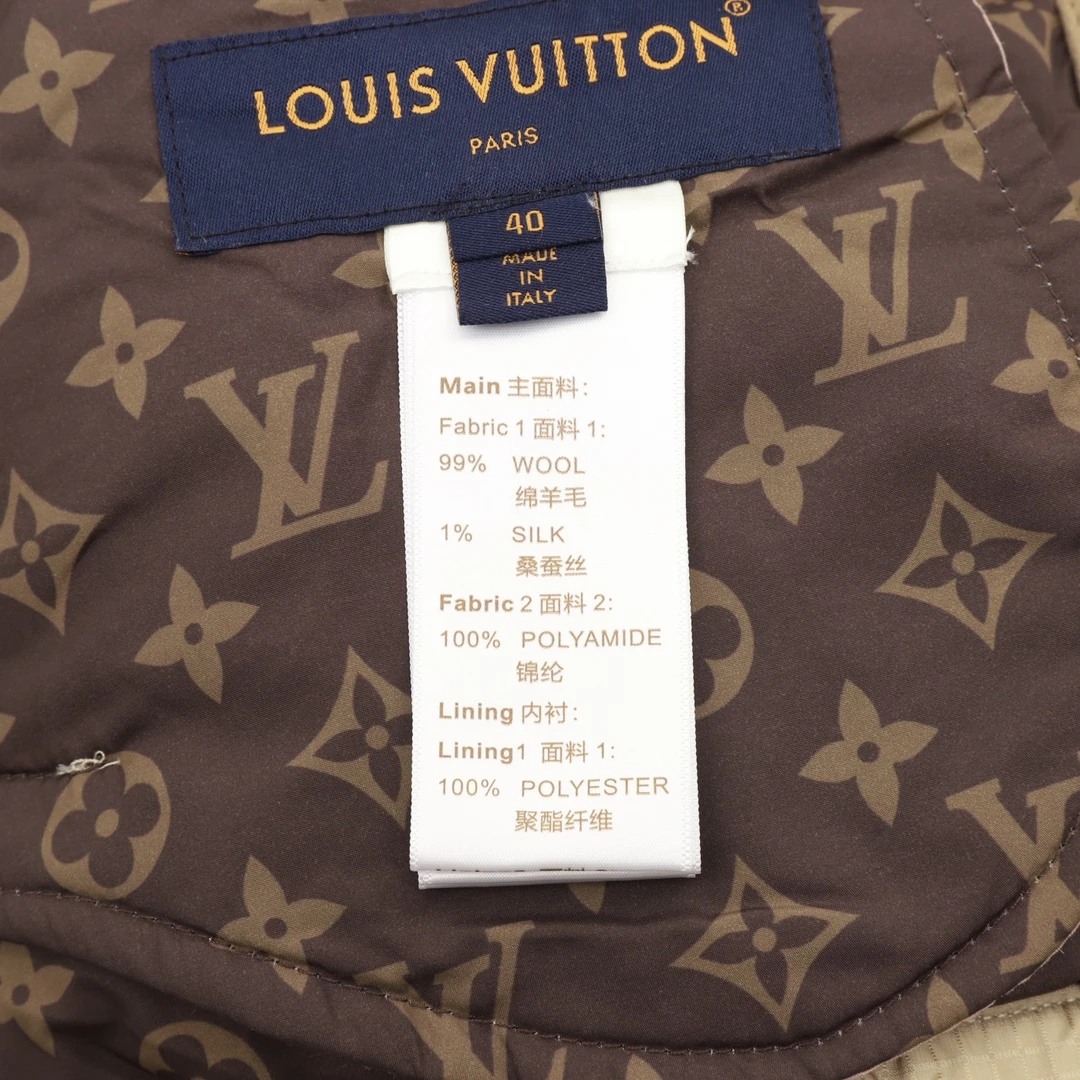 LOUIS VUITTON
PARIS
40
MADE
IN
ITALY
Main 主面料:
Fabric 1 面料 1:
99% WOOL
绵羊毛
1% SILK
桑蚕丝
Fabric 2 面料 2:
100% POLYAMIDE
锦纶
Lining 内衬:
Lining1 面料 1:
100% POLYESTER
聚酯纤维